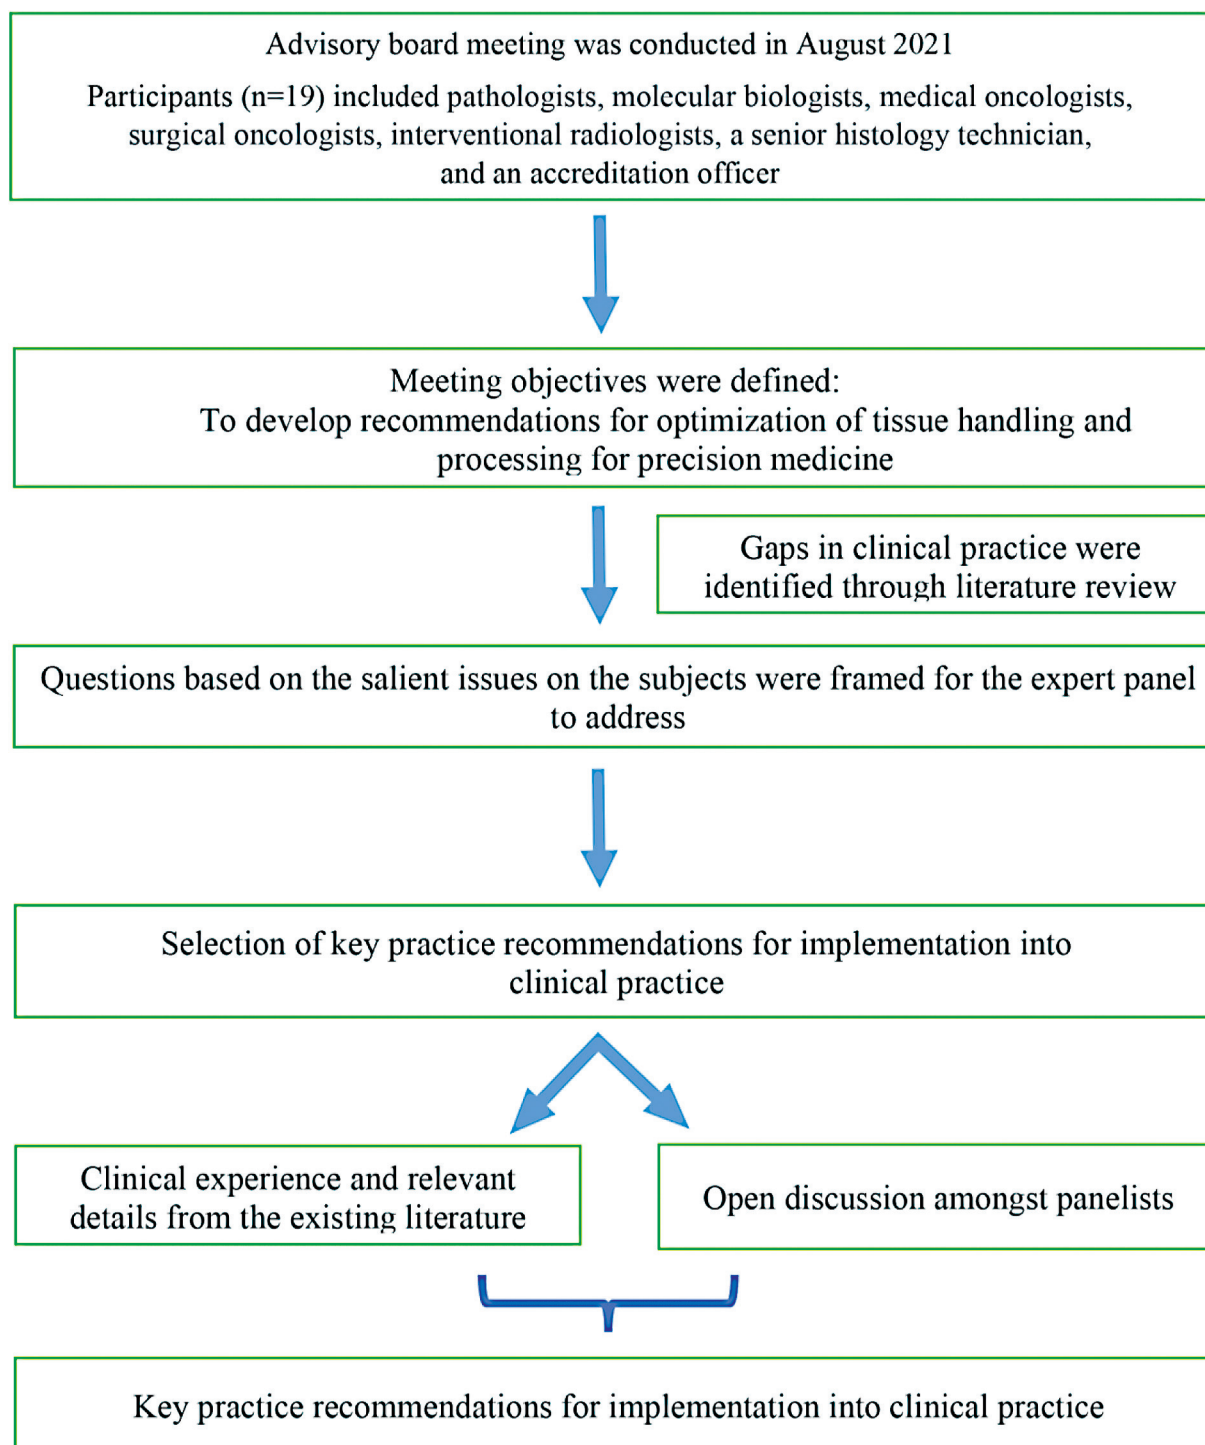 Advisory board meeting was conducted in August 2021
Participants (n=19) included pathologists, molecular biologists, medical oncologists,
surgical oncologists, interventional radiologists, a senior histology technician,
and an accreditation officer
Meeting objectives were defined:
To develop recommendations for optimization of tissue handling and
processing for precision medicine
Gaps in clinical practice were
identified through literature review
Questions based on the salient issues on the subjects were framed for the expert panel
to address
Selection of key practice recommendations for implementation into
clinical practice
Clinical experience and relevant
details from the existing literature
Open discussion amongst panelists
Key practice recommendations for implementation into clinical practice